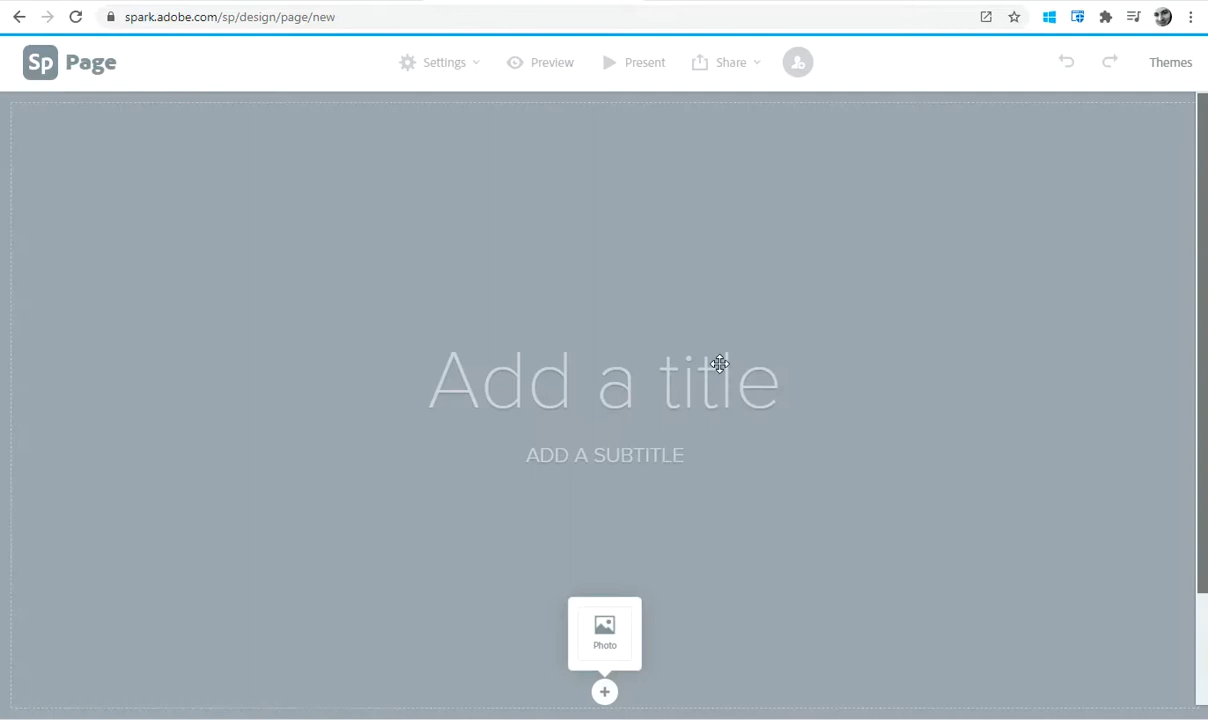 spark.adobe.com/sp/design/page/new
Sp Page
Settings
Preview
Present
Share
Themes
Add a title
ADD A SUBTITLE
Photo